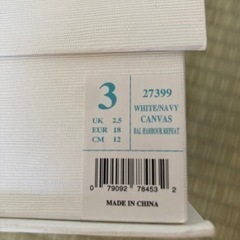 3
UK 2.5
EUR 18
CM 12
27399
WHITE/NAVY
CANVAS
BAL HARBOUR REPEAT
0 79092 78453 2
MADE IN CHINA